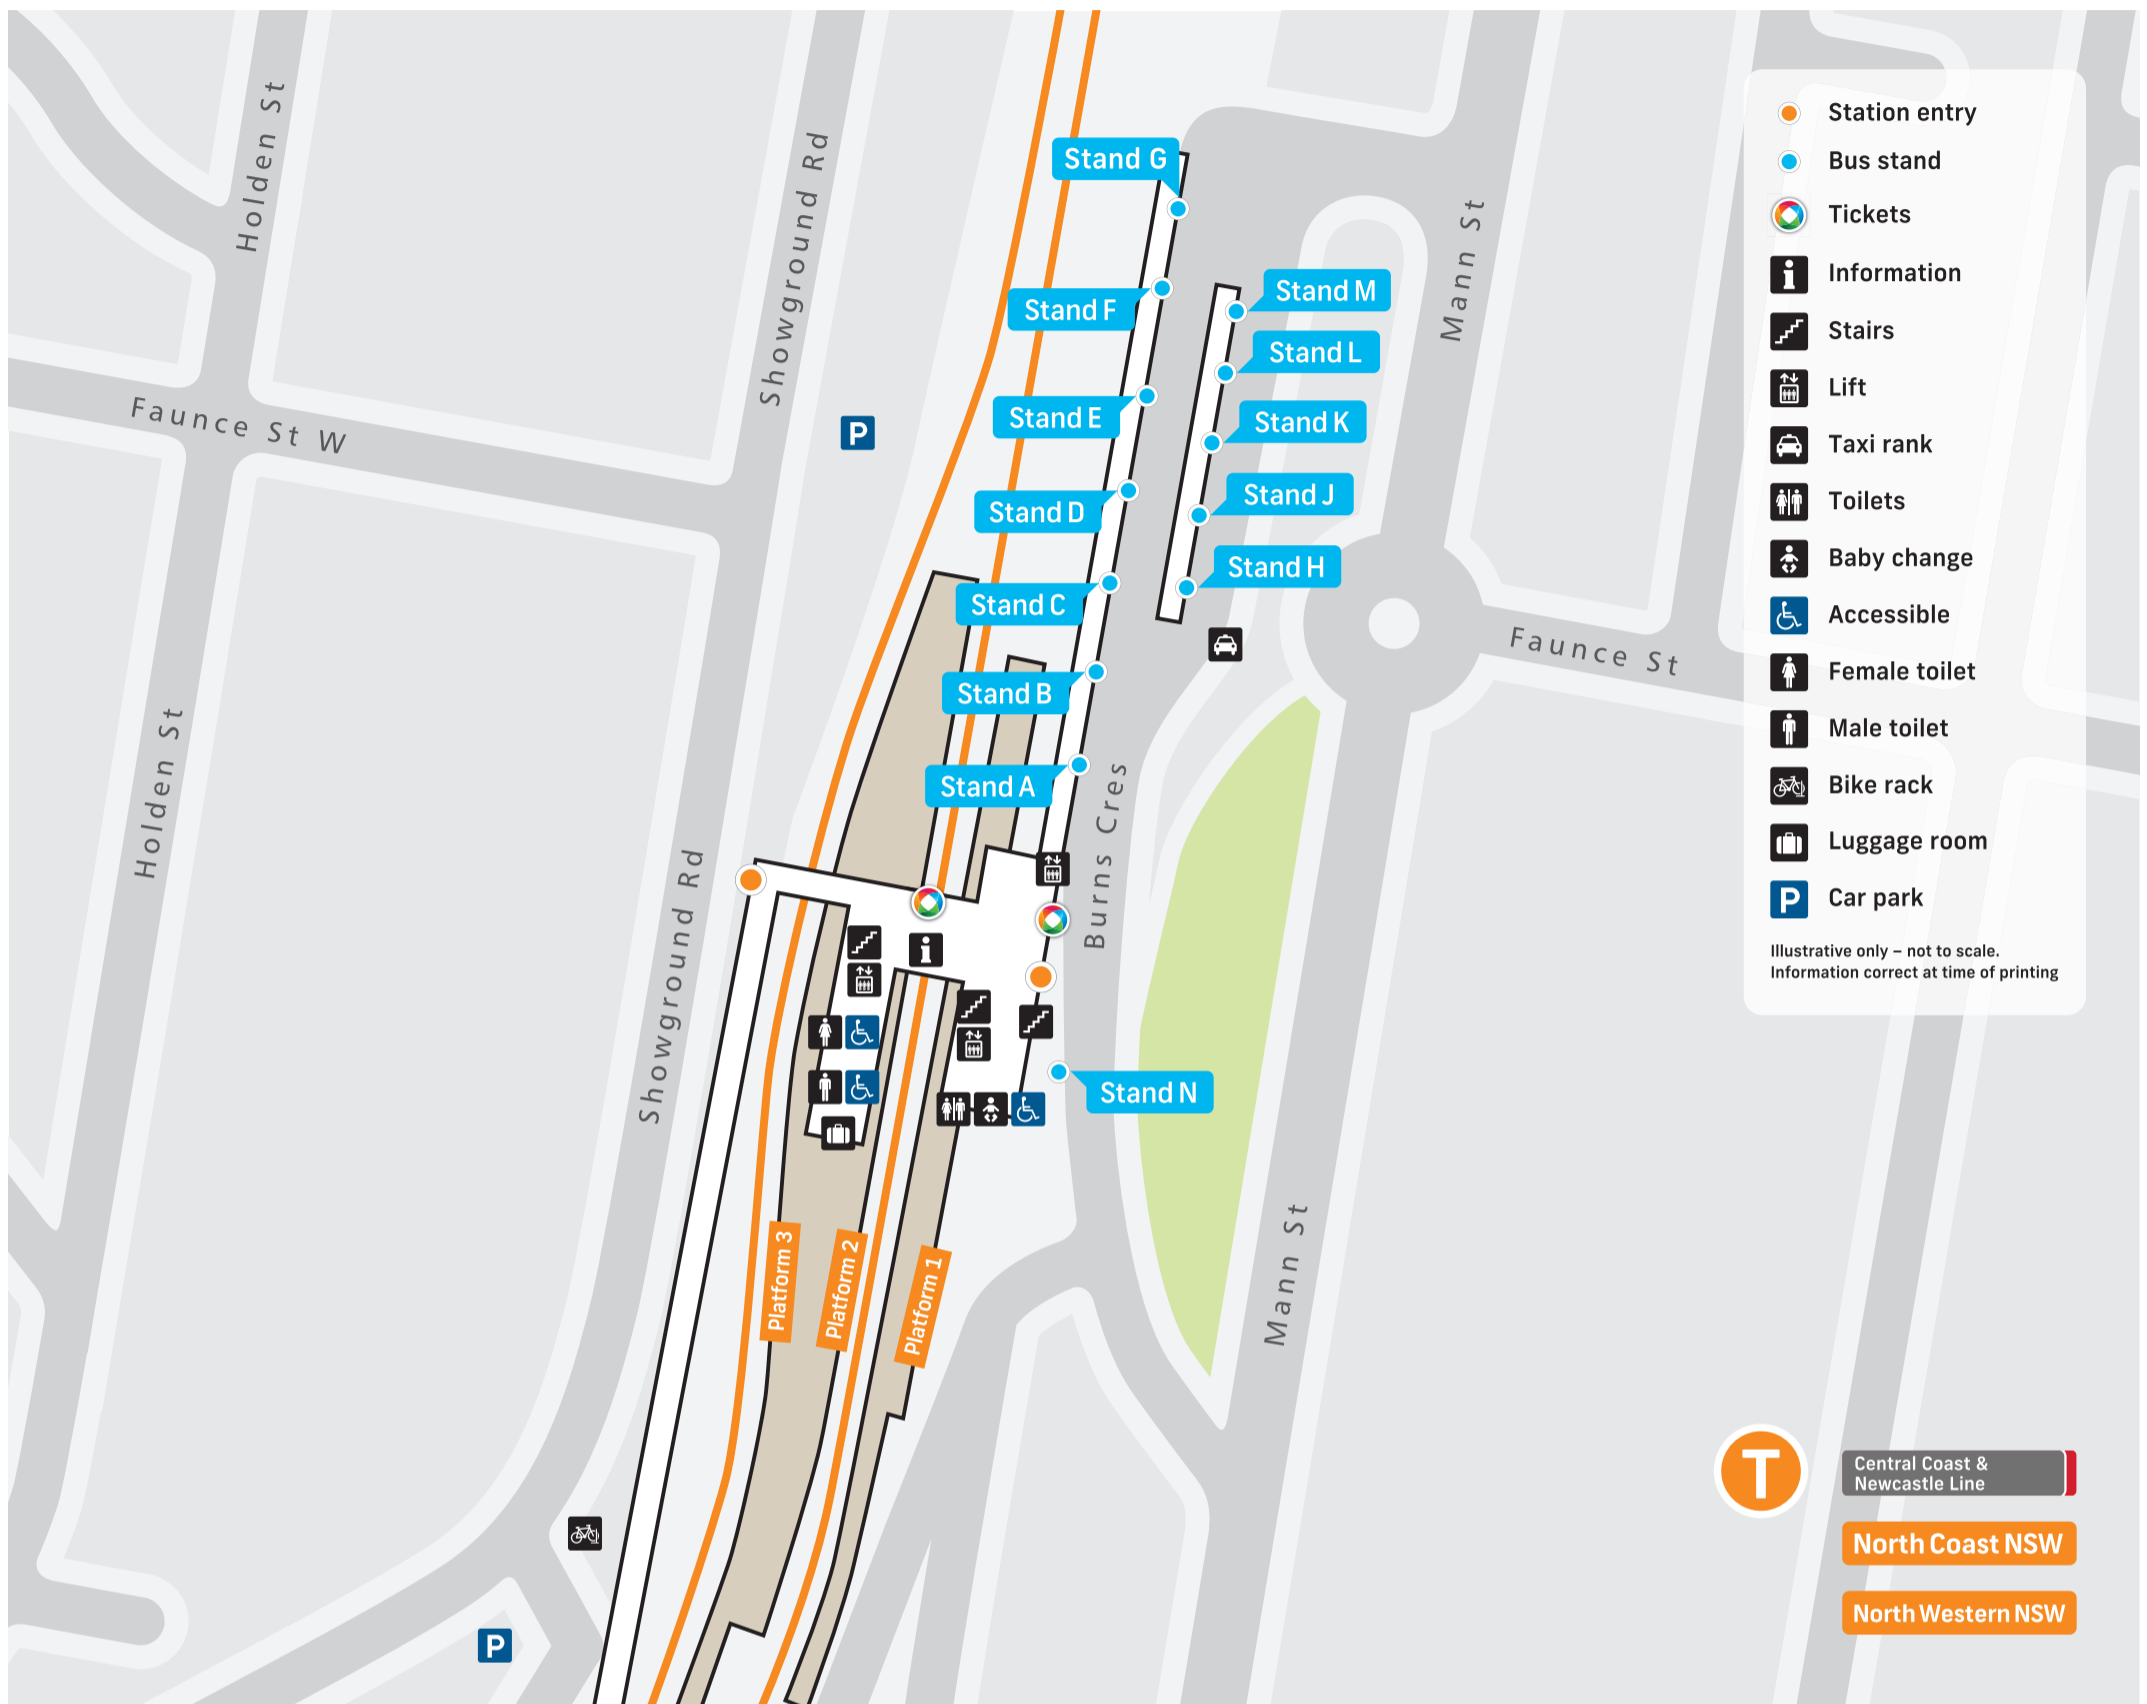 Holden St
Showground Rd
Faunce St W
Holden St
Showground Rd
Mann St
Faunce St
Burns Cres
Mann St
Stand G
Stand F
Stand E
Stand D
Stand C
Stand B
Stand A
Stand M
Stand L
Stand K
Stand J
Stand H
Stand N
P
P
Platform 3
Platform 2
Platform 1
Station entry
Bus stand
Tickets
Information
Stairs
Lift
Taxi rank
Toilets
Baby change
Accessible
Female toilet
Male toilet
Bike rack
Luggage room
P
Car park
Illustrative only – not to scale.
Information correct at time of printing
T
Central Coast &
Newcastle Line
North Coast NSW
North Western NSW